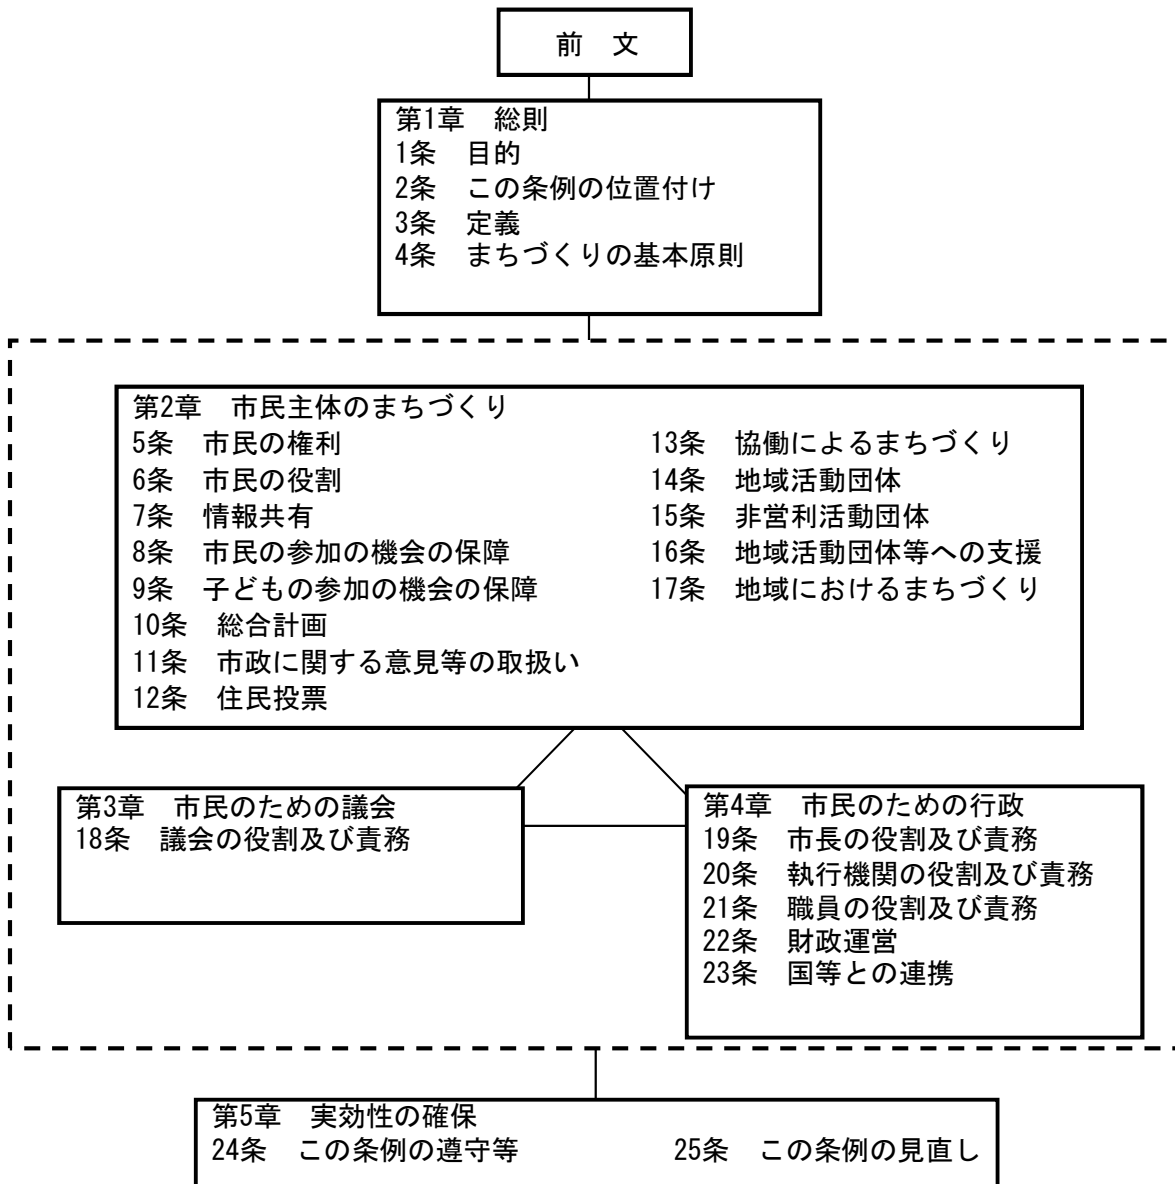 前　文
第1章　総則
1条　目的
2条　この条例の位置付け
3条　定義
4条　まちづくりの基本原則
第2章　市民主体のまちづくり
5条　市民の権利
6条　市民の役割
7条　情報共有
8条　市民の参加の機会の保障
9条　子どもの参加の機会の保障
10条　総合計画
11条　市政に関する意見等の取扱い
12条　住民投票
13条　協働によるまちづくり
14条　地域活動団体
15条　非営利活動団体
16条　地域活動団体等への支援
17条　地域におけるまちづくり
第3章　市民のための議会
18条　議会の役割及び責務
第4章　市民のための行政
19条　市長の役割及び責務
20条　執行機関の役割及び責務
21条　職員の役割及び責務
22条　財政運営
23条　国等との連携
第5章　実効性の確保
24条　この条例の遵守等
25条　この条例の見直し